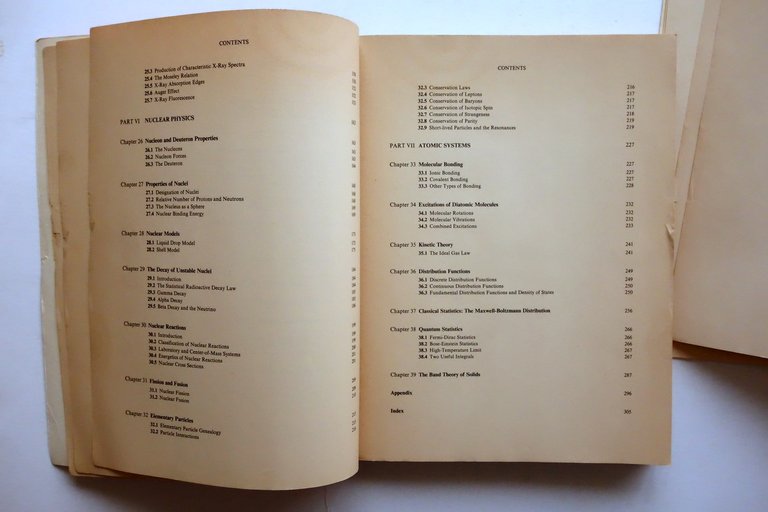 CONTENTS
25.3 Production of Characteristic X-Ray Spectra
25.4 The Moseley Relation
25.5 X-Ray Absorption Edges
25.6 Auger Effect
25.7 X-Ray Fluorescence
PART VI NUCLEAR PHYSICS
Chapter 26 Nucleon and Deuteron Properties
26.1 The Nucleons
26.2 Nucleon Forces
26.3 The Deuteron
Chapter 27 Properties of Nuclei
27.1 Designation of Nuclei
27.2 Relative Number of Protons and Neutrons
27.3 The Nucleus as a Sphere
27.4 Nuclear Binding Energy
Chapter 28 Nuclear Models
28.1 Liquid Drop Model
28.2 Shell Model
Chapter 29 The Decay of Unstable Nuclei
29.1 Introduction
29.2 The Statistical Radioactive Decay Law
29.3 Gamma Decay
29.4 Alpha Decay
29.5 Beta Decay and the Neutrino
Chapter 30 Nuclear Reactions
30.1 Introduction
30.2 Classification of Nuclear Reactions
30.3 Laboratory and Center-of-Mass Systems
30.4 Energetics of Nuclear Reactions
30.5 Nuclear Cross Sections
Chapter 31 Fission and Fusion
31.1 Nuclear Fission
31.2 Nuclear Fusion
Chapter 32 Elementary Particles
32.1 Elementary Particle Genealogy
32.2 Particle Interactions
CONTENTS
32.3 Conservation Laws 216
32.4 Conservation of Leptons 217
32.5 Conservation of Baryons 217
32.6 Conservation of Isotopic Spin 217
32.7 Conservation of Strangeness 218
32.8 Conservation of Parity 219
32.9 Short-lived Particles and the Resonances 219
PART VII ATOMIC SYSTEMS 227
Chapter 33 Molecular Bonding 227
33.1 Ionic Bonding 227
33.2 Covalent Bonding 227
33.3 Other Types of Bonding 228
Chapter 34 Excitations of Diatomic Molecules 232
34.1 Molecular Rotations 232
34.2 Molecular Vibrations 232
34.3 Combined Excitations 233
Chapter 35 Kinetic Theory 241
35.1 The Ideal Gas Law 241
Chapter 36 Distribution Functions 249
36.1 Discrete Distribution Functions 249
36.2 Continuous Distribution Functions 250
36.3 Fundamental Distribution Functions and Density of States 250
Chapter 37 Classical Statistics: The Maxwell-Boltzmann Distribution 256
Chapter 38 Quantum Statistics 266
38.1 Fermi-Dirac Statistics 266
38.2 Bose-Einstein Statistics 266
38.3 High-Temperature Limit 267
38.4 Two Useful Integrals 267
Chapter 39 The Band Theory of Solids 287
Appendix 296
Index 305